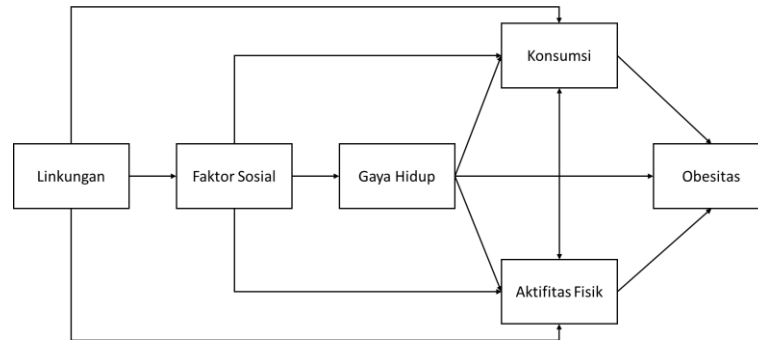 Konsumsi
Linkungan
Faktor Sosial
Gaya Hidup
Obesitas
Aktifitas Fisik